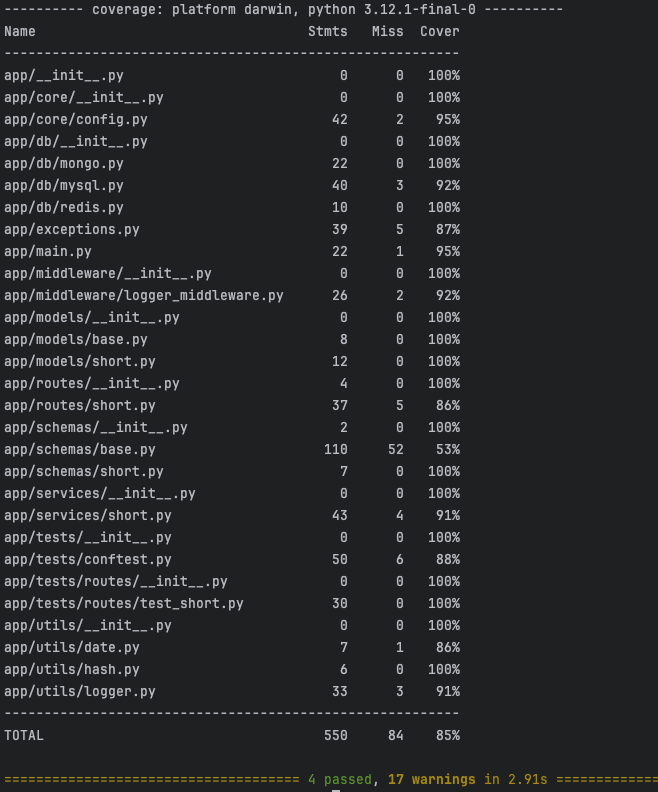 ---------- coverage: platform darwin, python 3.12.1-final-0 ----------
Name                                  Stmts   Miss  Cover
---------------------------------------------------------
app/__init__.py                           0      0   100%
app/core/__init__.py                      0      0   100%
app/core/config.py                       42      2    95%
app/db/__init__.py                        0      0   100%
app/db/mongo.py                          22      0   100%
app/db/mysql.py                          40      3    92%
app/db/redis.py                          10      0   100%
app/exceptions.py                        39      5    87%
app/main.py                              22      1    95%
app/middleware/__init__.py                0      0   100%
app/middleware/logger_middleware.py      26      2    92%
app/models/__init__.py                    0      0   100%
app/models/base.py                        8      0   100%
app/models/short.py                      12      0   100%
app/routes/__init__.py                    4      0   100%
app/routes/short.py                      37      5    86%
app/schemas/__init__.py                   2      0   100%
app/schemas/base.py                     110     52    53%
app/schemas/short.py                      7      0   100%
app/services/__init__.py                  0      0   100%
app/services/short.py                    43      4    91%
app/tests/__init__.py                     0      0   100%
app/tests/conftest.py                    50      6    88%
app/tests/routes/__init__.py              0      0   100%
app/tests/routes/test_short.py           30      0   100%
app/utils/__init__.py                     0      0   100%
app/utils/date.py                         7      1    86%
app/utils/hash.py                         6      0   100%
app/utils/logger.py                      33      3    91%
---------------------------------------------------------
TOTAL                                   550     84    85%
===================================== 4 passed, 17 warnings in 2.91s =============